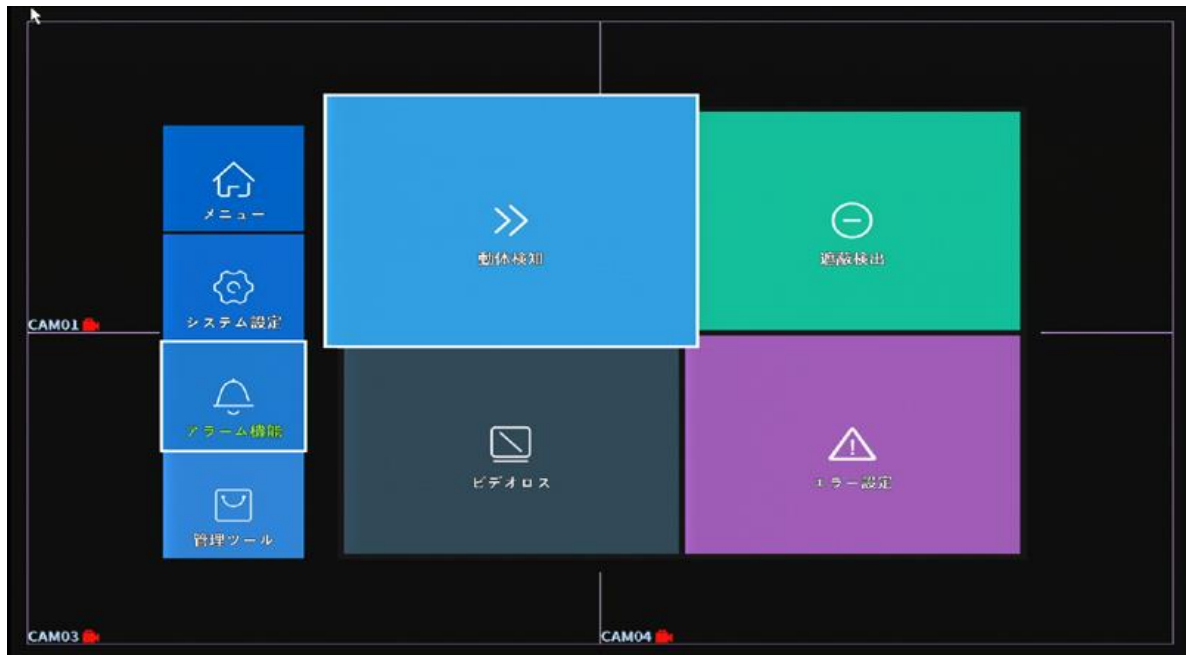 メニュー
システム設定
アラーム機能
管理ツール
動体検知
遮蔽検出
ビデオロス
エラー設定
CAM01
CAM03
CAM04